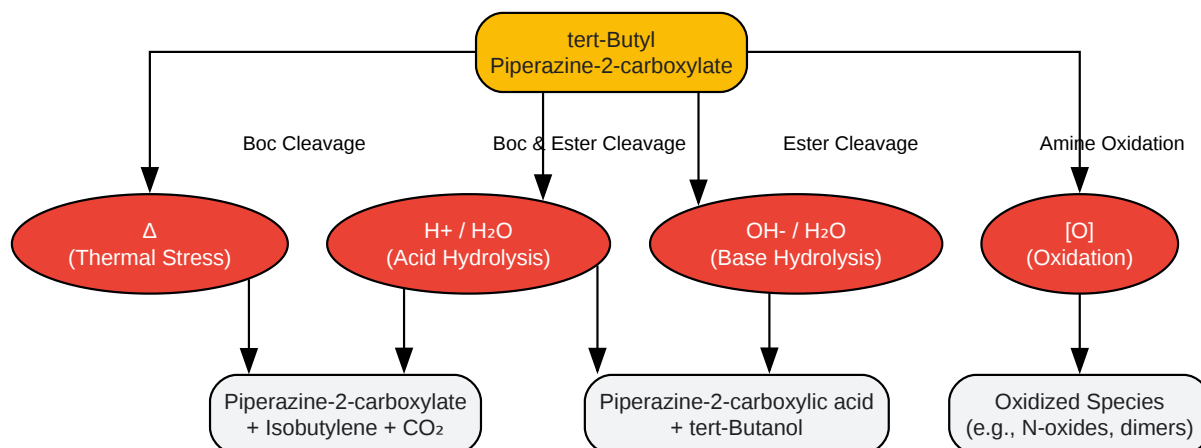 tert-Butyl
Piperazine-2-carboxylate
Boc Cleavage
Boc & Ester Cleavage
Ester Cleavage
Amine Oxidation
Δ
(Thermal Stress)
H+ / H₂O
(Acid Hydrolysis)
OH- / H₂O
(Base Hydrolysis)
[O]
(Oxidation)
Piperazine-2-carboxylate
+ Isobutylene + CO₂
Piperazine-2-carboxylic acid
+ tert-Butanol
Oxidized Species
(e.g., N-oxides, dimers)